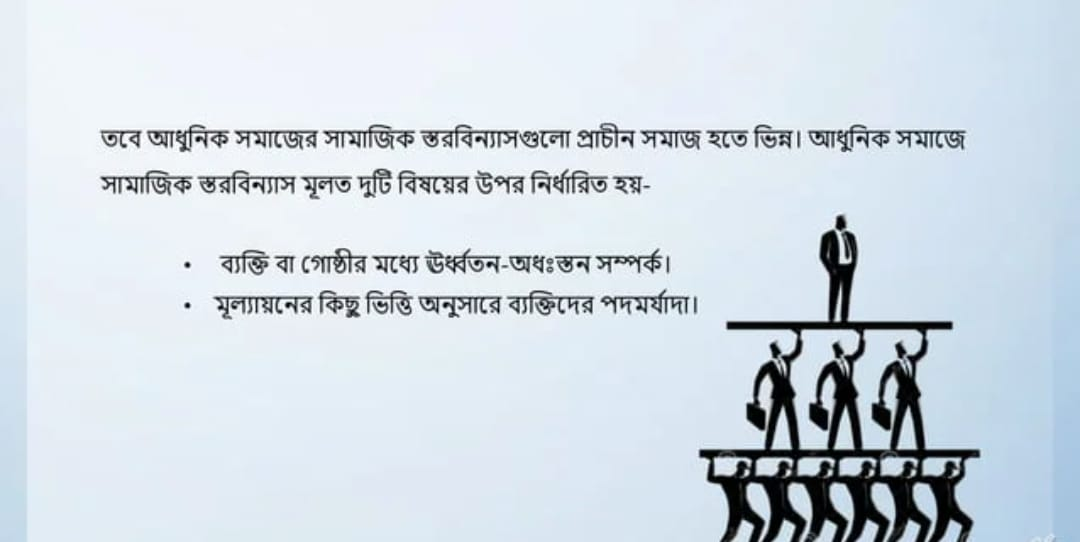 তবে আধুনিক সমাজের সামাজিক স্তরবিন্যাসগুলো প্রাচীন সমাজ হতে ভিন্ন। আধুনিক সমাজে
সামাজিক স্তরবিন্যাস মূলত দুটি বিষয়ের উপর নির্ধারিত হয়-
• ব্যক্তি বা গোষ্ঠীর মধ্যে ঊর্ধ্বতন-অধঃস্তন সম্পর্ক।
• মূল্যায়নের কিছু ভিত্তি অনুসারে ব্যক্তিদের পদমর্যাদা।